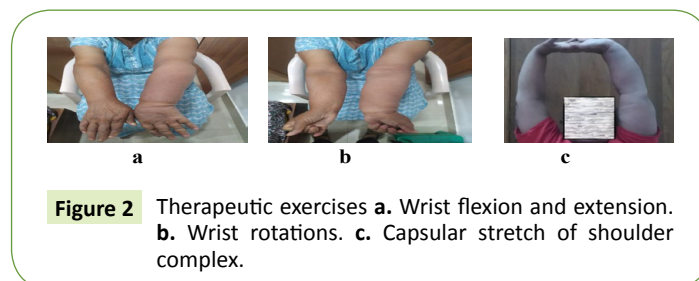 a b c
Figure 2 Therapeutic exercises a. Wrist flexion and extension.
b. Wrist rotations. c. Capsular stretch of shoulder
complex.